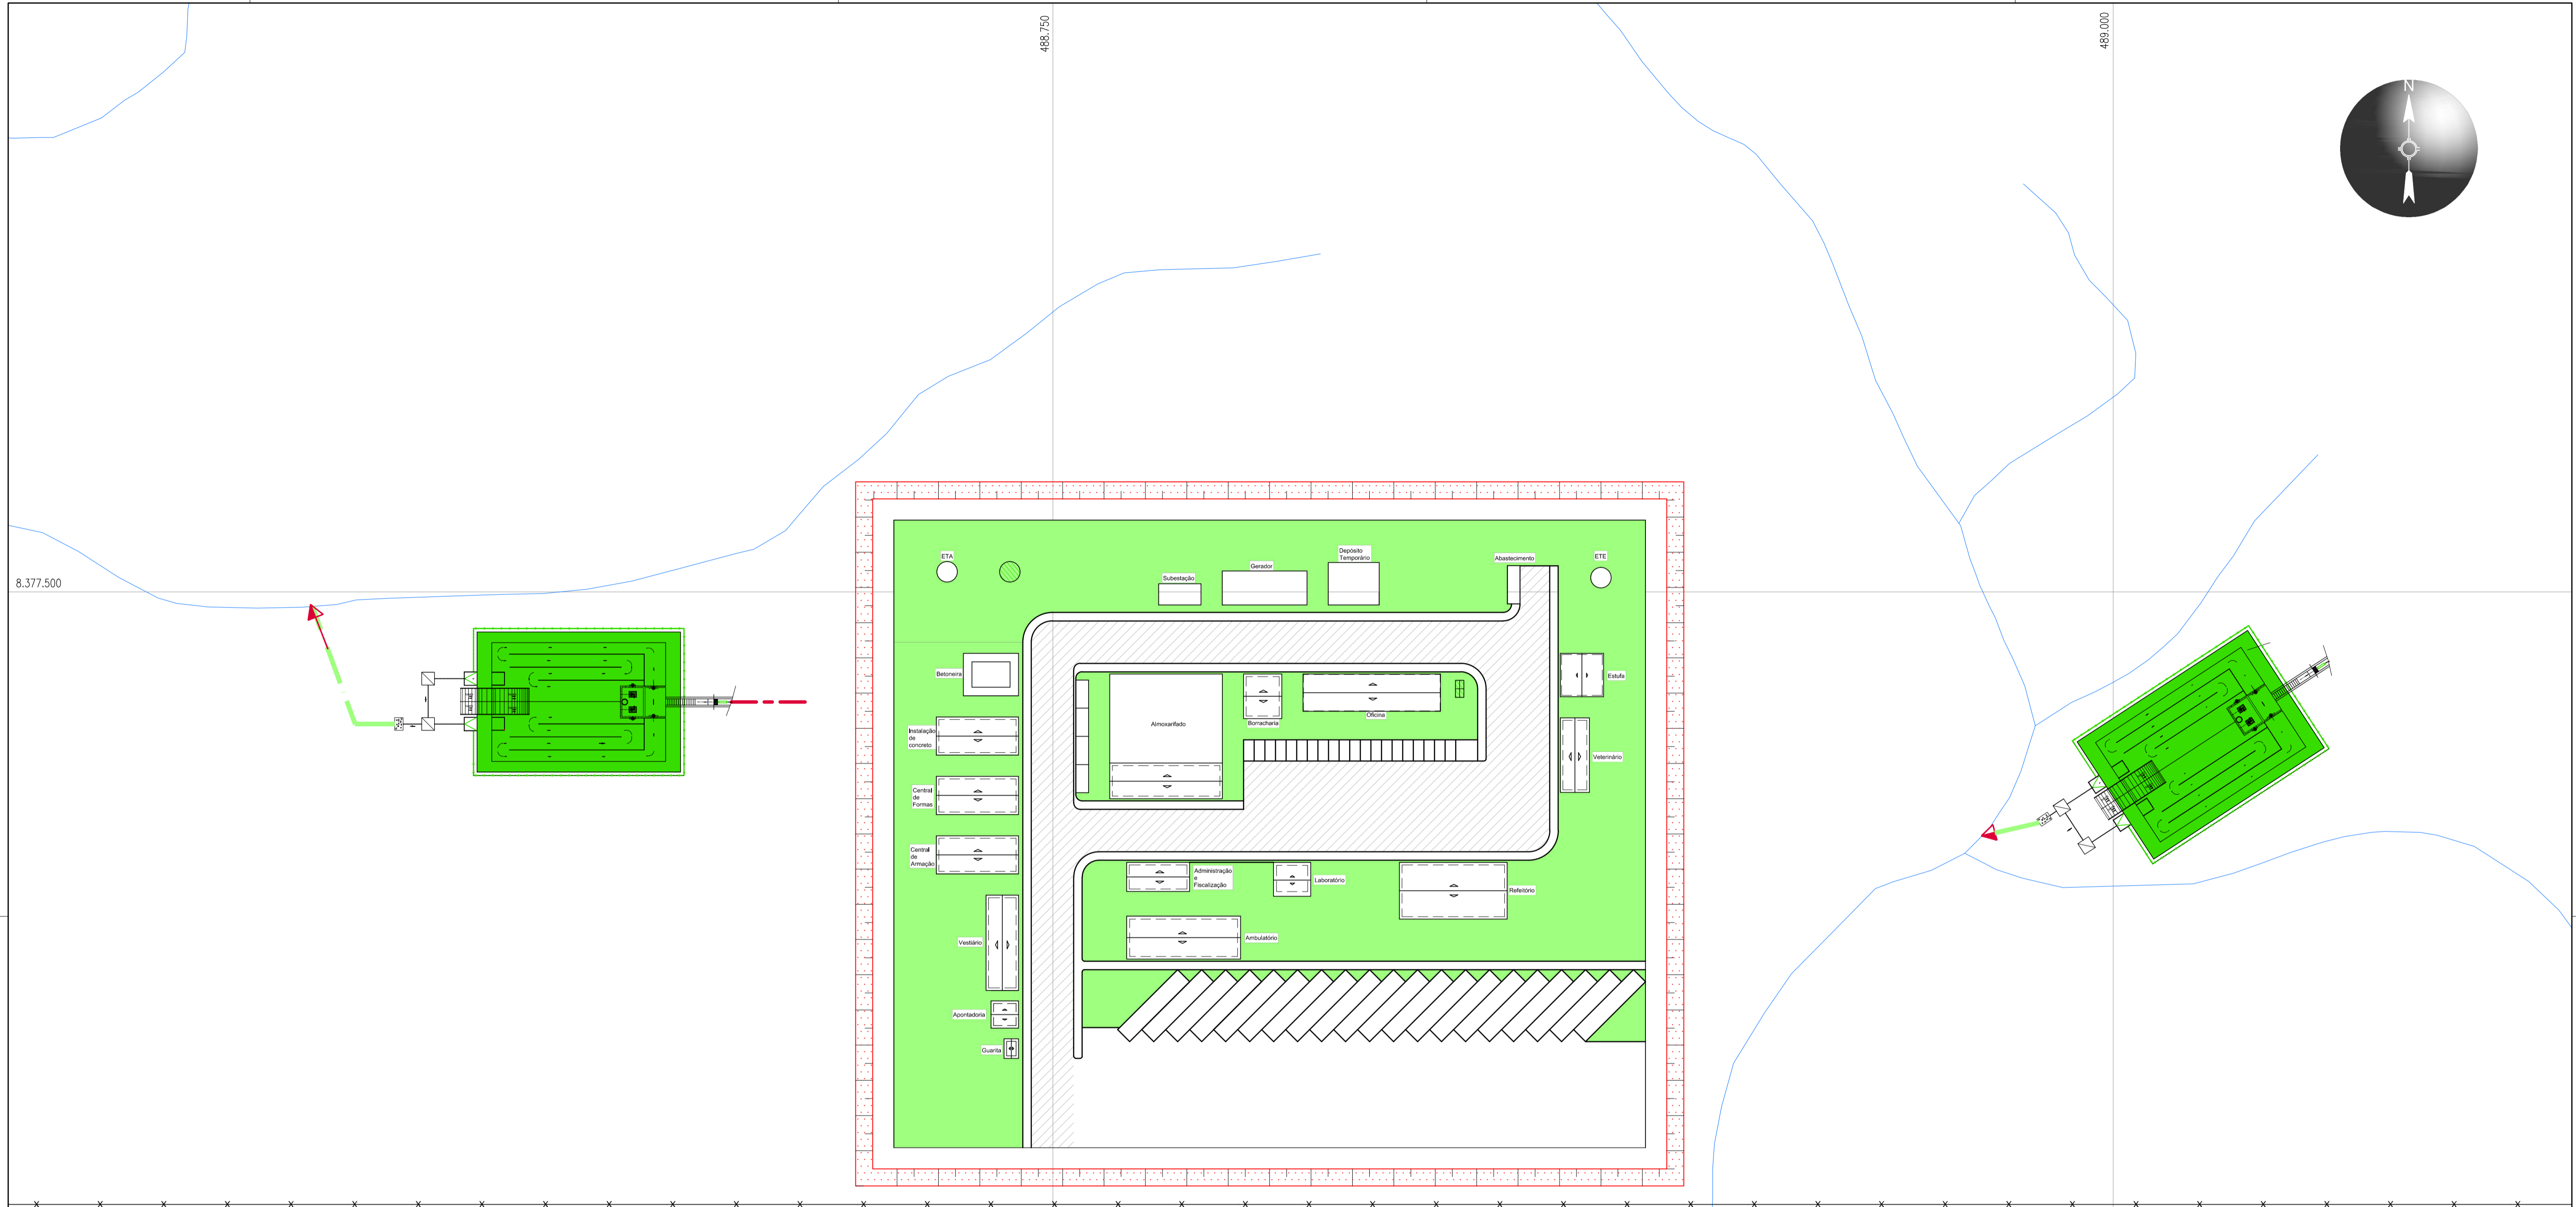 488.750
489.000
N
8.377.500
ETA
Subestação
Gerador
Depósito
Temporário
Abastecimento
ETE
Betoneira
Almoxarifado
Borracharia
Oficina
Estufa
Instalação
de
concreto
Veterinário
Central
de
Formas
Central
de
Armação
Administração
e
Fiscalização
Laboratório
Refeitório
Vestiário
Ambulatório
Apontadoria
Guarita